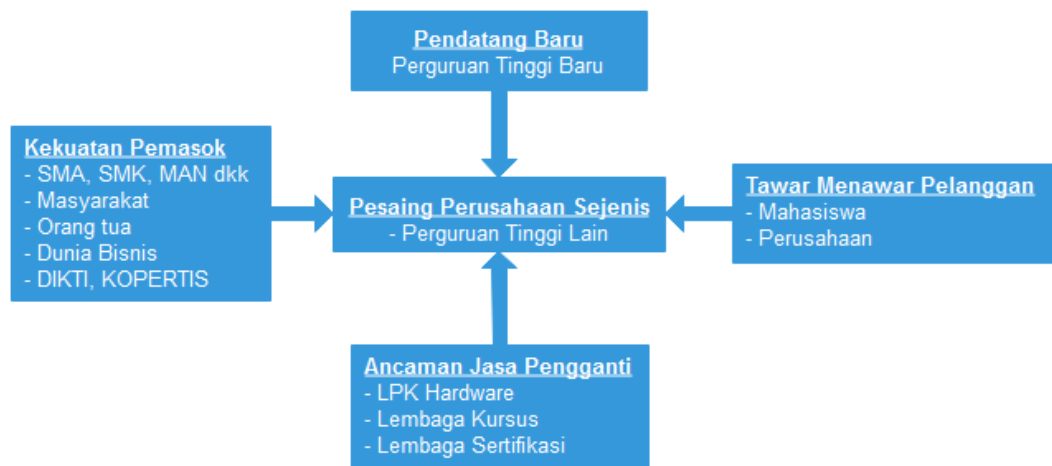 Pendatang Baru
Perguruan Tinggi Baru
Kekuatan Pemasok
- SMA, SMK, MAN dkk
- Masyarakat
- Orang tua
- Dunia Bisnis
- DIKTI, KOPERTIS
Pesaing Perusahaan Sejenis
- Perguruan Tinggi Lain
Tawar Menawar Pelanggan
- Mahasiswa
- Perusahaan
Ancaman Jasa Pengganti
- LPK Hardware
- Lembaga Kursus
- Lembaga Sertifikasi